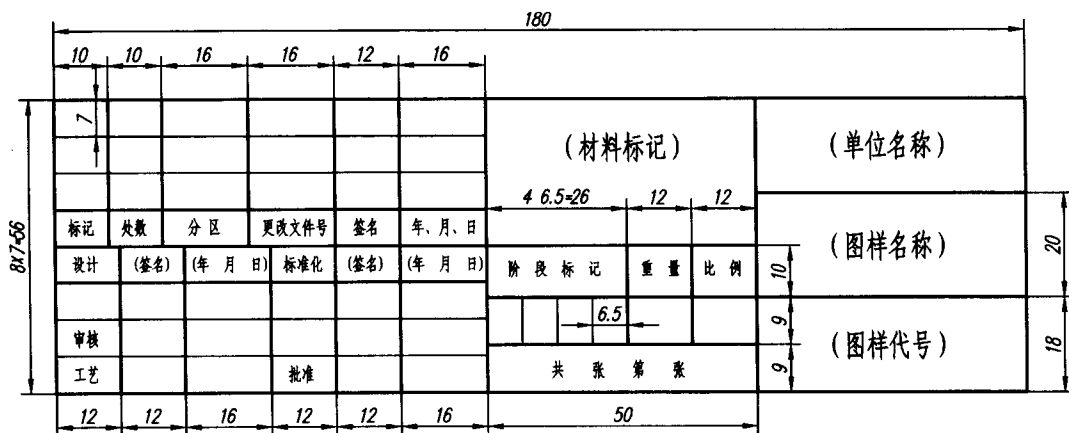 180
10 10 16 16 12 16
7
(材料标记)
(单位名称)
4 6.5=26 12 12
8X7=56
标记 处数 分区 更改文件号 签名 年、月、日
(图样名称)
20
设计 (签名) (年 月 日) 标准化 (签名) (年 月 日)
阶段标记 重量 比例
10
6.5
9
审核
(图样代号)
18
工艺 批准
共 张 第 张
9
12 12 16 12 12 16 50